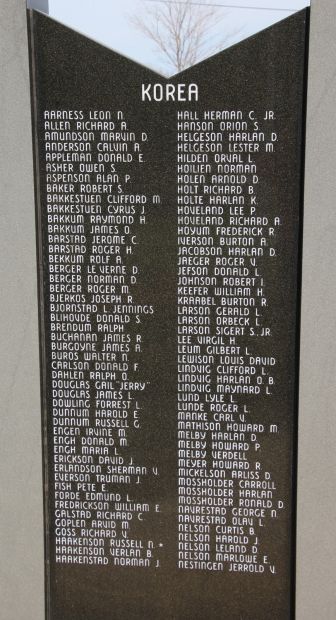 KOREA
AARNESS LEON N.
ALLEN RICHARD A.
AMUNDSON MARVIN D.
ANDERSON CALVIN A.
APPLEMAN DONALD E.
ASHER OWEN S.
ASPENSON ALAN P.
BAKER ROBERT S.
BAKKESTUEN CLIFFORD M.
BAKKESTUEN CYRUS J.
BAKKUM RAYMOND H.
BAKKUM JAMES O.
BARSTAD JEROME C.
BARSTAD ROGER H.
BEKKUM ROLF A.
BERGER LE VERNE D.
BERGER NORMAN D.
BERGER ROGER M.
BJERKOS JOSEPH R.
BJORNSTAD L. JENNINGS
BLIHOVDE DONALD S.
BRENDUM RALPH
BUCHANAN JAMES R.
BURGOYNE JAMES A.
BUROS WALTER N.
CARLSON DONALD F.
DAHLEN RALPH O.
DOUGLAS GAIL "JERRY"
DOUGLAS JAMES L.
DOWLING FORREST L.
DUNNUM HAROLD E.
DUNNUM RUSSELL G.
ENGEN IRVINE M.
ENGH DONALD M.
ENGH MARIA L.
ERICKSON DAVID J.
ERLANDSON SHERMAN V.
EVERSON TRUMAN J.
FISH PETE E.
FORDE EDMUND L.
FREDRICKSON WILLIAM E.
GALSTAD RICHARD C.
GOPLEN ARVID M.
GOSS RICHARD V.
HAAKENSON RUSSELL N. *
HAAKENSON VERLAN B.
HAAKENSTAD NORMAN J.
HALL HERMAN C. JR.
HANSON ORION S.
HELGESON HARLAN D.
HELGESON LESTER M.
HILDEN ORVAL L.
HOILIEN NORMAN
HOLEN ARNOLD D.
HOLT RICHARD B.
HOLTE HARLAN K.
HOVELAND LEE P.
HOVELAND RICHARD A.
HOYUM FREDERICK R.
IVERSON BURTON A.
JACOBSON HARLAN D.
JAEGER ROGER V.
JEFSON DONALD L.
JOHNSON ROBERT I.
KEEFER WILLIAM H.
KRAABEL BURTON R.
LARSON GERALD L.
LARSON ORBECK L.
LARSON SIGERT S. JR.
LEE VIRGIL H.
LEUM GILBERT L.
LEWISON LOUIS DAVID
LINDVIG CLIFFORD L.
LINDVIG HARLAN O. B.
LINDVIG MAYNARD L.
LUND LYLE L.
LUNDE ROGER L.
MANKE CARL V.
MATHISON HOWARD M.
MELBY HARLAN D.
MELBY HOWARD P.
MELBY VERDELL
MEYER HOWARD R.
MICKELSON ARLISS D.
MOSSHOLDER CARROLL
MOSSHOLDER HARLAN
MOSSHOLDER RONALD D.
NAVRESTAD GEORGE N.
NAVRESTAD OLAV L.
NELSON CURTIS B.
NELSON HAROLD J.
NELSON LELAND D.
NELSON MARLOWE E.
NESTINGEN JERROLD V.